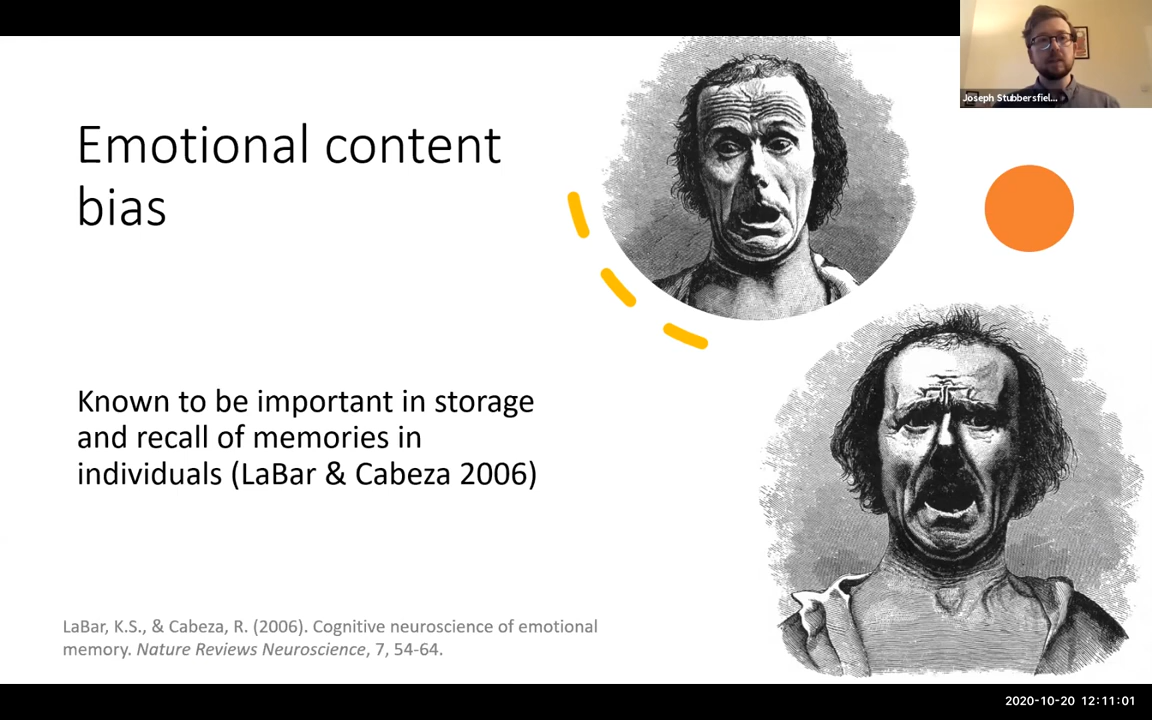 Joseph Stubbersfiel...
Emotional content
bias
Known to be important in storage
and recall of memories in
individuals (LaBar & Cabeza 2006)
LaBar, K.S., & Cabeza, R. (2006). Cognitive neuroscience of emotional
memory. Nature Reviews Neuroscience, 7, 54-64.
2020-10-20 12:11:01